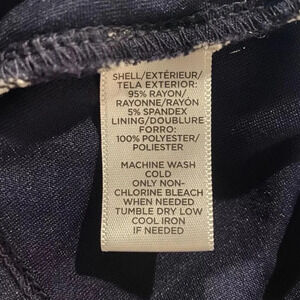 SHELL/EXTÉRIEUR/
TELA EXTERIOR:
95% RAYON/
RAYONNE/RAYÓN
5% SPANDEX
LINING/DOUBLURE
FORRO:
100% POLYESTER/
POLIESTER
MACHINE WASH
COLD
ONLY NON-
CHLORINE BLEACH
WHEN NEEDED
TUMBLE DRY LOW
COOL IRON
IF NEEDED